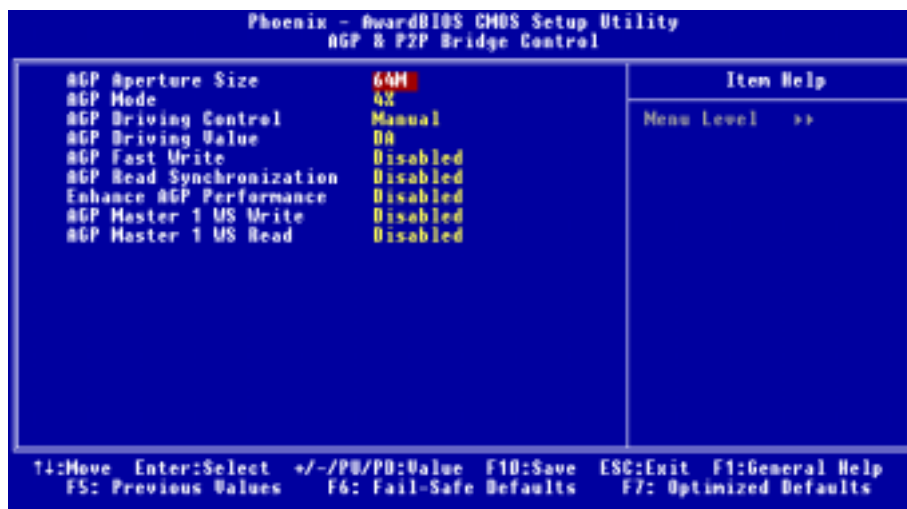 Phoenix - AwardBIOS CMOS Setup Utility
AGP & P2P Bridge Control
AGP Aperture Size 64M
AGP Mode 4X
AGP Driving Control Manual
AGP Driving Value DA
AGP Fast Write Disabled
AGP Read Synchronization Disabled
Enhance AGP Performance Disabled
AGP Master 1 WS Write Disabled
AGP Master 1 WS Read Disabled
Item Help
Menu Level ▸▸
↑↓:Move Enter:Select +/-/PU/PD:Value F10:Save ESC:Exit F1:General Help
F5: Previous Values F6: Fail-Safe Defaults F7: Optimized Defaults